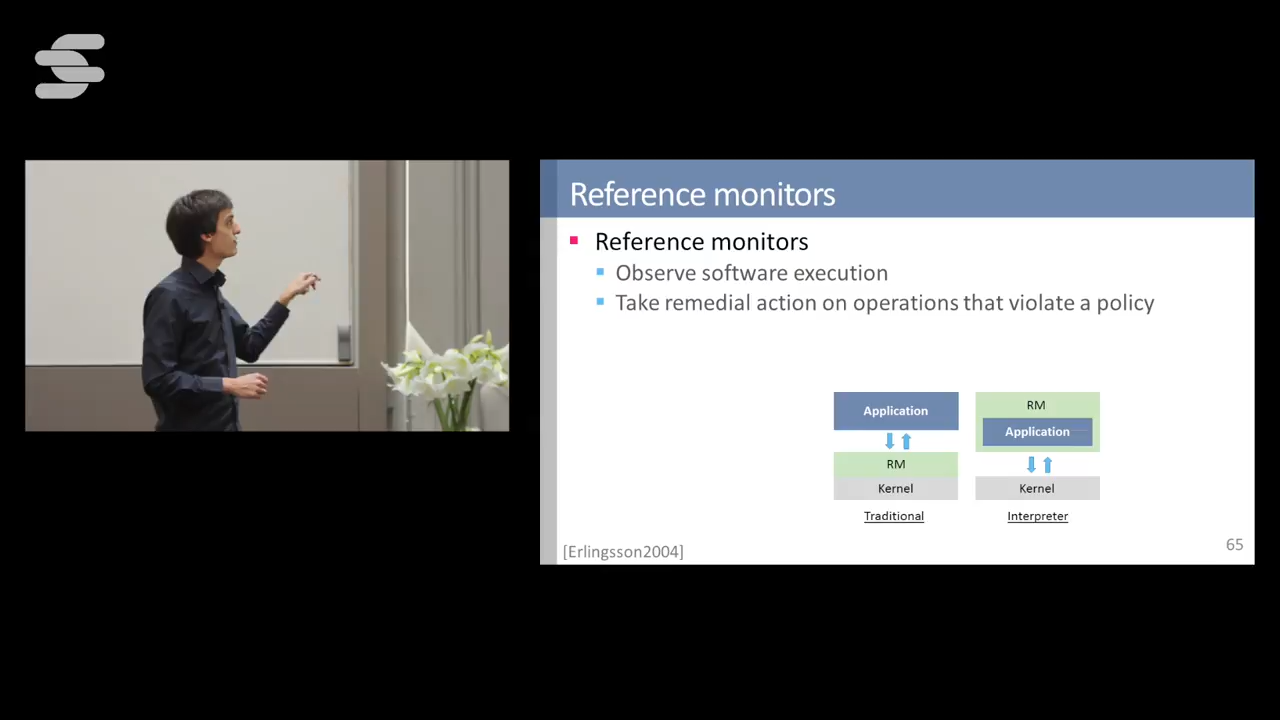 Reference monitors
Reference monitors
Observe software execution
Take remedial action on operations that violate a policy
Application
RM
Kernel
Traditional
RM
Application
Kernel
Interpreter
[Erlingsson2004]
65